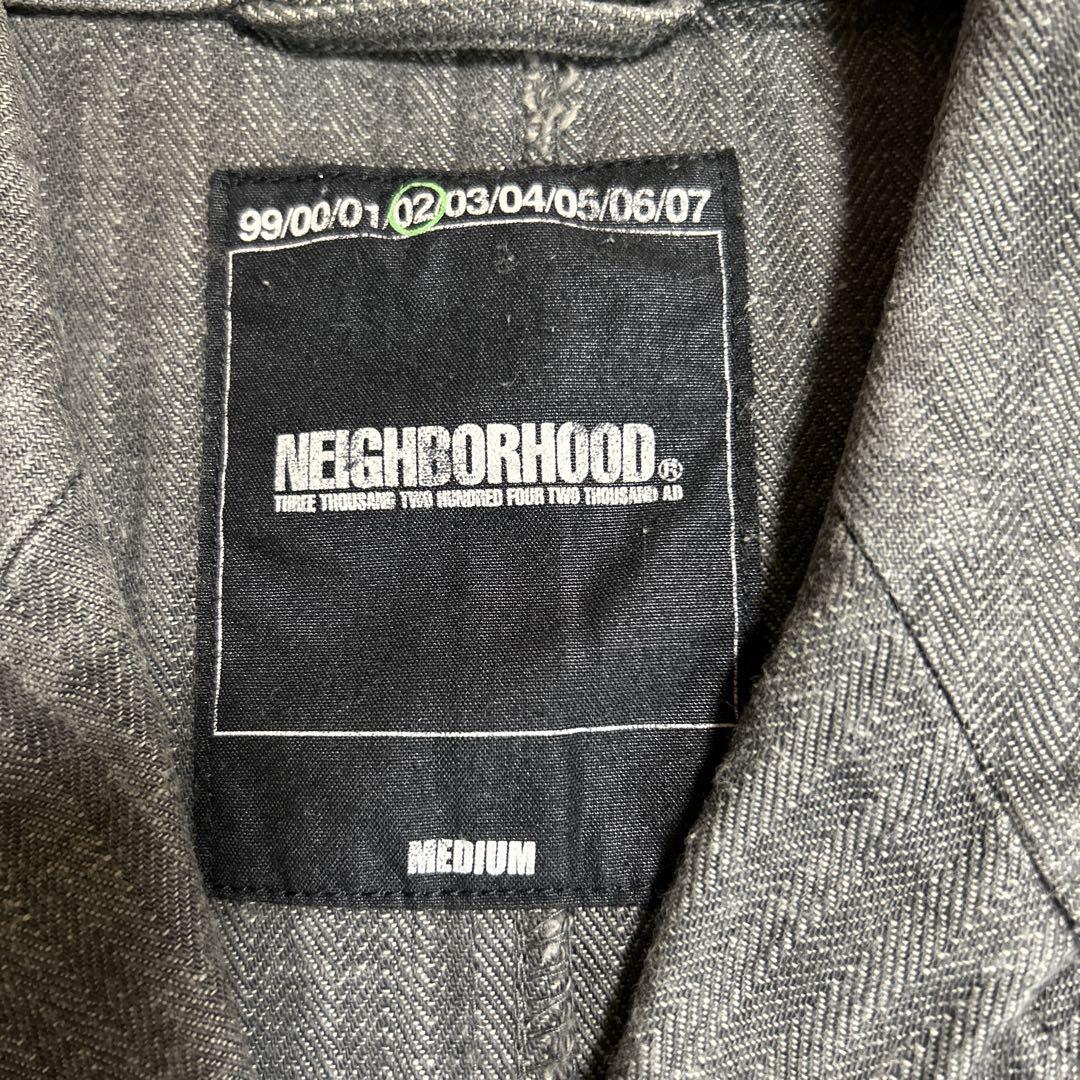 99/00/01/02/03/04/05/06/07
NEIGHBORHOOD®
THREE THOUSAND TWO HUNDRED FOUR TWO THOUSAND AD
MEDIUM